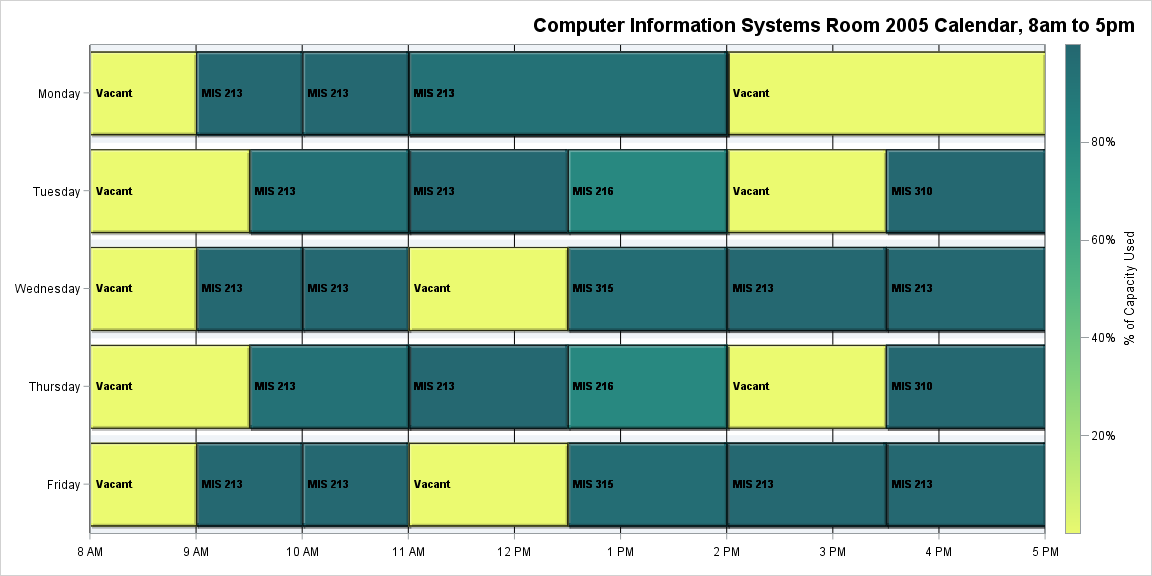 Computer Information Systems Room 2005 Calendar, 8am to 5pm
Monday
Vacant
MIS 213
MIS 213
MIS 213
Vacant
Tuesday
Vacant
MIS 213
MIS 213
MIS 216
Vacant
MIS 310
Wednesday
Vacant
MIS 213
MIS 213
Vacant
MIS 315
MIS 213
MIS 213
Thursday
Vacant
MIS 213
MIS 213
MIS 216
Vacant
MIS 310
Friday
Vacant
MIS 213
MIS 213
Vacant
MIS 315
MIS 213
MIS 213
8 AM
9 AM
10 AM
11 AM
12 PM
1 PM
2 PM
3 PM
4 PM
5 PM
80%
60%
40%
20%
% of Capacity Used